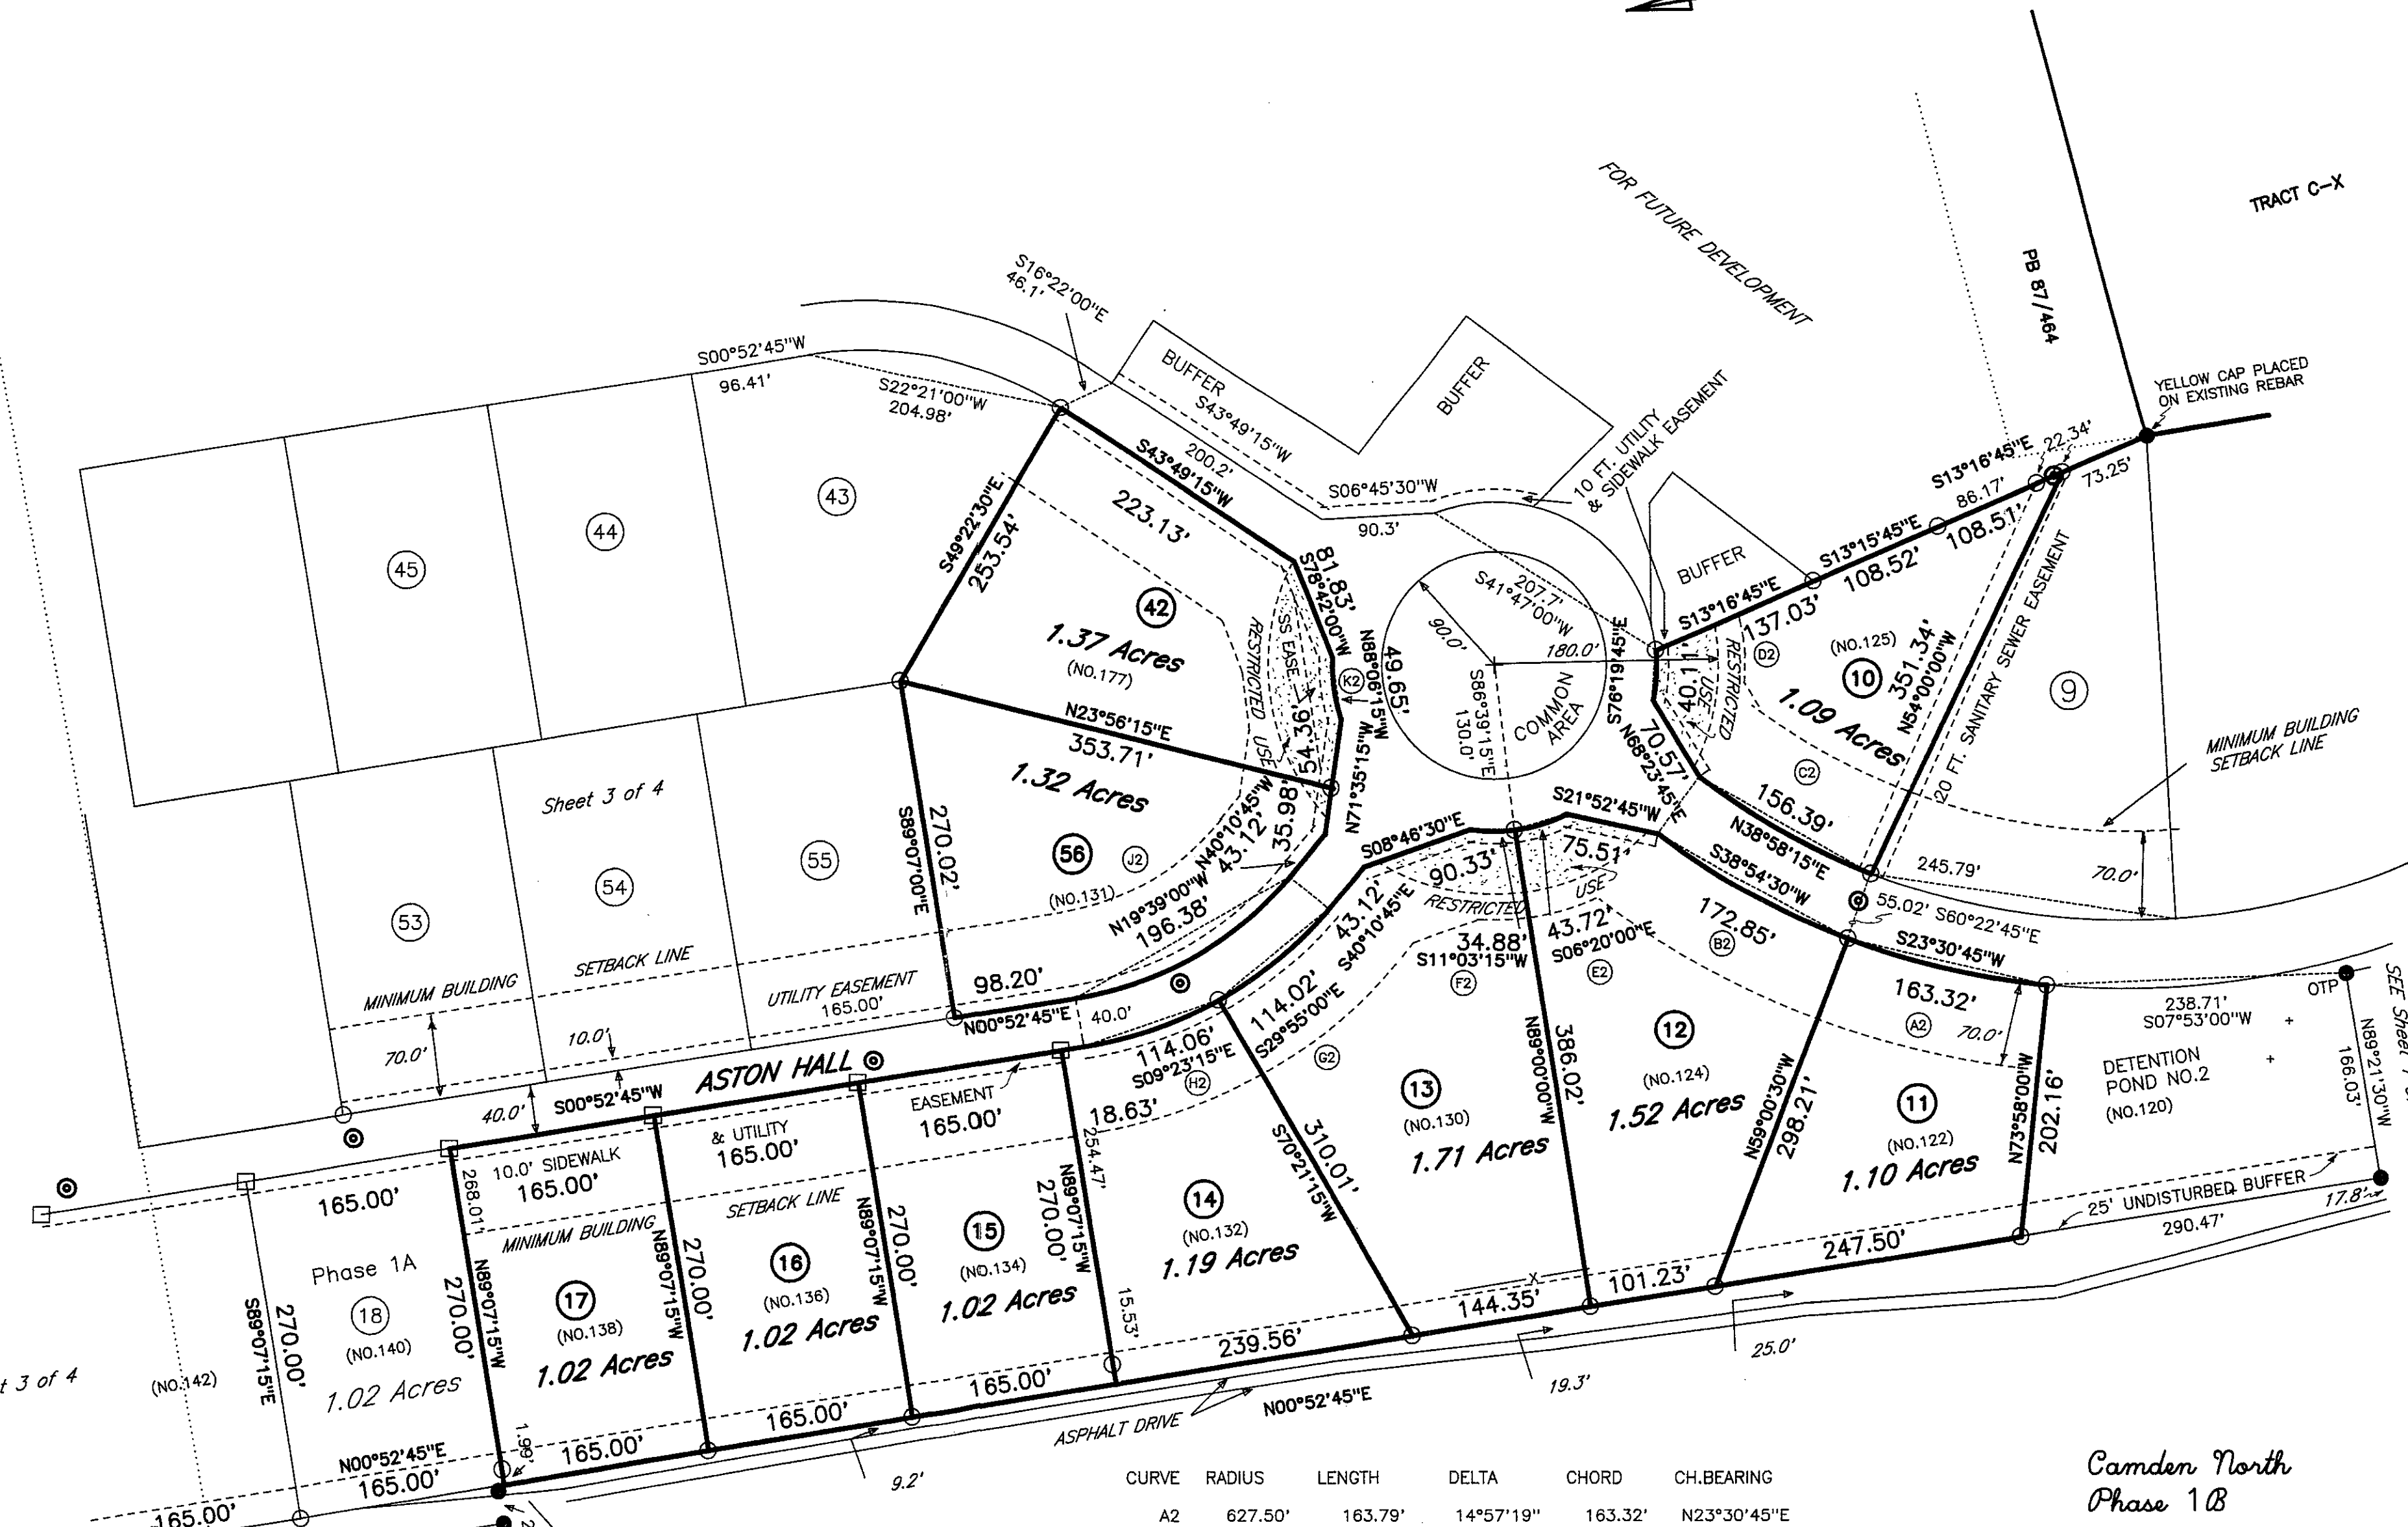 FOR FUTURE DEVELOPMENT
TRACT C-X
PB 87/464
YELLOW CAP PLACED
ON EXISTING REBAR
S16°22'00"E
46.1'
S00°52'45"W
96.41'
S22°21'00"W
204.98'
BUFFER
S43°49'15"W
200.2'
S43°49'15"W
223.13'
BUFFER
10 FT. UTILITY
& SIDEWALK EASEMENT
S06°45'30"W
90.3'
BUFFER
S13°16'45"E
22.34'
86.17'
73.25'
S13°15'45"E
108.51'
108.52'
S13°16'45"E
137.03'
45
44
43
S49°22'30"E
253.54'
42
1.37 Acres
(NO.177)
RESTRICTED USE
SS EASE
81.83'
S78°42'00"W
K2
N88°06'15"W
49.65'
54.36'
N71°35'15"W
35.98'
90.0'
207.7'
S41°47'00"W
180.0'
S86°39'15"E
130.0'
COMMON
AREA
S76°19'45"E
40.11'
RESTRICTED
USE
D2
(NO.125)
10
1.09 Acres
351.34'
N54°00'00"W
20 FT. SANITARY SEWER EASEMENT
9
MINIMUM BUILDING
SETBACK LINE
70.57'
N68°23'45"E
C2
156.39'
N38°58'15"E
245.79'
70.0'
N23°56'15"E
353.71'
1.32 Acres
56
J2
(NO.131)
N40°10'45"W
43.12'
N19°39'00"W
196.38'
270.02'
S89°07'00"E
Sheet 3 of 4
53
54
55
MINIMUM BUILDING
SETBACK LINE
UTILITY EASEMENT
165.00'
98.20'
N00°52'45"E
40.0'
70.0'
10.0'
40.0'
ASTON HALL
S00°52'45"W
S08°46'30"E
90.33'
S21°52'45"W
75.51'
USE
RESTRICTED
S38°54'30"W
172.85'
B2
55.02' S60°22'45"E
S23°30'45"W
163.32'
A2
70.0'
OTP
238.71'
S07°53'00"W
DETENTION
POND NO.2
(NO.120)
N89°21'30"W
166.03'
43.12'
S40°10'45"E
34.88'
S11°03'15"W
F2
43.72'
S06°20'00"E
E2
114.02'
S29°55'00"E
G2
114.06'
S09°23'15"E
H2
18.63'
EASEMENT
165.00'
& UTILITY
165.00'
10.0' SIDEWALK
165.00'
165.00'
SETBACK LINE
MINIMUM BUILDING
Phase 1A
18
(NO.140)
1.02 Acres
S89°07'15"E
270.00'
268.01'
N89°07'15"W
270.00'
17
(NO.138)
1.02 Acres
N89°07'15"W
270.00'
16
(NO.136)
1.02 Acres
N89°07'15"W
270.00'
15
(NO.134)
1.02 Acres
254.47'
N89°07'15"W
270.00'
15.53'
14
(NO.132)
1.19 Acres
310.01'
S70°21'15"W
13
(NO.130)
1.71 Acres
386.02'
N89°00'00"W
12
(NO.124)
1.52 Acres
N59°00'30"W
298.21'
11
(NO.122)
1.10 Acres
N73°58'00"W
202.16'
25' UNDISTURBED BUFFER
17.8'
290.47'
247.50'
101.23'
144.35'
239.56'
165.00'
165.00'
165.00'
1.99'
N00°52'45"E
165.00'
165.00'
(NO.142)
t 3 of 4
25.0'
19.3'
9.2'
ASPHALT DRIVE
N00°52'45"E
CURVE RADIUS LENGTH DELTA CHORD CH.BEARING
A2 627.50' 163.79' 14°57'19" 163.32' N23°30'45"E
Camden North
Phase 1B